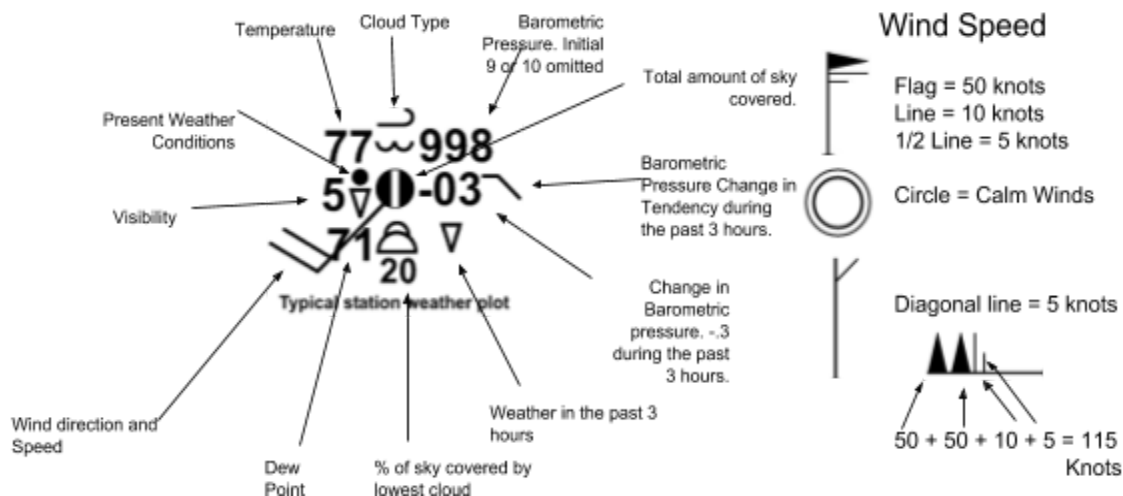 Temperature
Cloud Type
Barometric
Pressure. Initial
9 or 10 omitted
Total amount of sky
covered.
Present Weather
Conditions
Visibility
77
998
5
-03
71
20
Typical station weather plot
Barometric
Pressure Change in
Tendency during
the past 3 hours.
Change in
Barometric
pressure. -.3
during the past
3 hours.
Weather in the past 3
hours
Wind direction and
Speed
Dew
Point
% of sky covered by
lowest cloud
Wind Speed
Flag = 50 knots
Line = 10 knots
1/2 Line = 5 knots
Circle = Calm Winds
Diagonal line = 5 knots
50 + 50 + 10 + 5 = 115
Knots